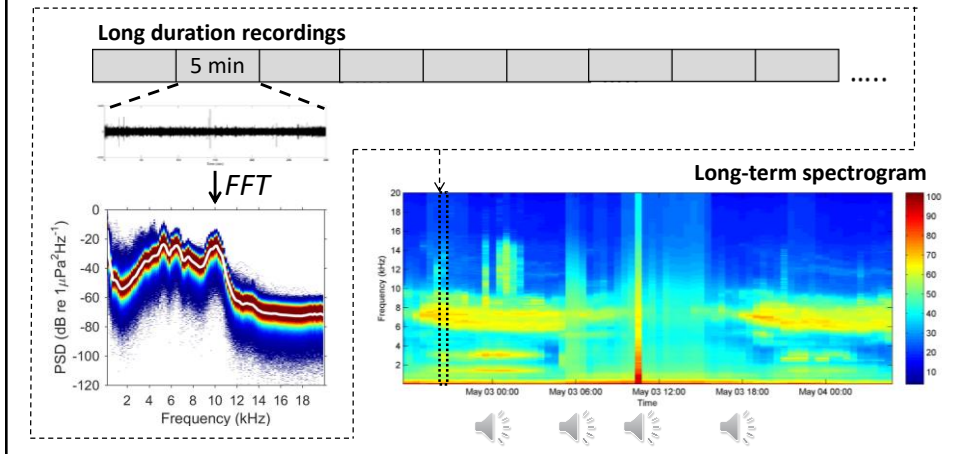 Long duration recordings
5 min
.....
FFT
Long-term spectrogram
0
-20
-40
-60
-80
-100
-120
PSD (dB re 1μPa²Hz⁻¹)
2 4 6 8 10 12 14 16 18
Frequency (kHz)
20
18
16
14
12
10
8
6
4
2
Frequency (kHz)
May 03 00:00 May 03 06:00 May 03 12:00 May 03 18:00 May 04 00:00
Time
100
90
80
70
60
50
40
30
20
10